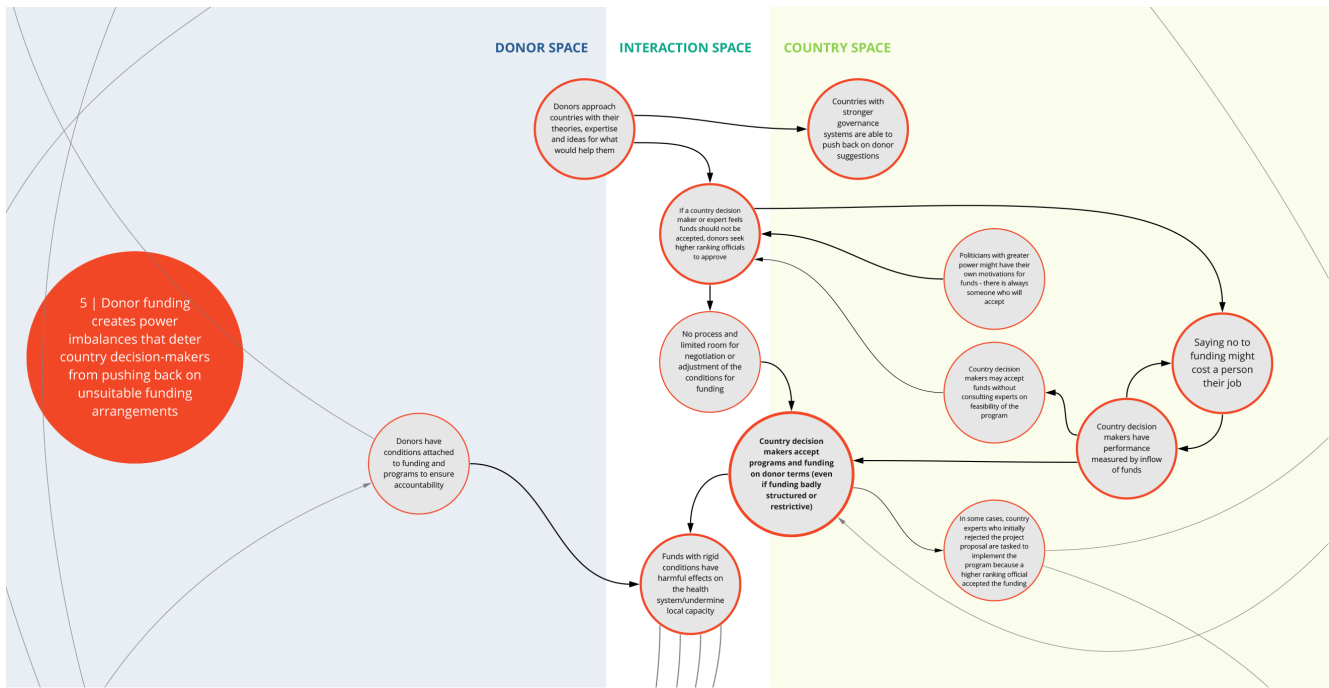 DONOR SPACE
INTERACTION SPACE
COUNTRY SPACE
Donors approach
countries with their
theories, expertise
and ideas for what
would help them
Countries with
stronger
governance
systems are able to
push back on donor
suggestions
If a country decision
maker or expert feels
funds should not be
accepted, donors seek
higher ranking officials
to approve
Politicians with greater
power might have their
own motivations for
funds - there is always
someone who will
accept
5 | Donor funding
creates power
imbalances that deter
country decision-makers
from pushing back on
unsuitable funding
arrangements
No process and
limited room for
negotiation or
adjustment of the
conditions for
funding
Saying no to
funding might
cost a person
their job
Country decision
makers may accept
funds without
consulting experts on
feasibility of the
program
Donors have
conditions attached
to funding and
programs to ensure
accountability
Country decision
makers accept
programs and funding
on donor terms (even
if funding badly
structured or
restrictive)
Country decision
makers have
performance
measured by inflow
of funds
In some cases, country
experts who initially
rejected the project
proposal are tasked to
implement the
program because a
higher ranking official
accepted the funding
Funds with rigid
conditions have
harmful effects on
the health
system/undermine
local capacity